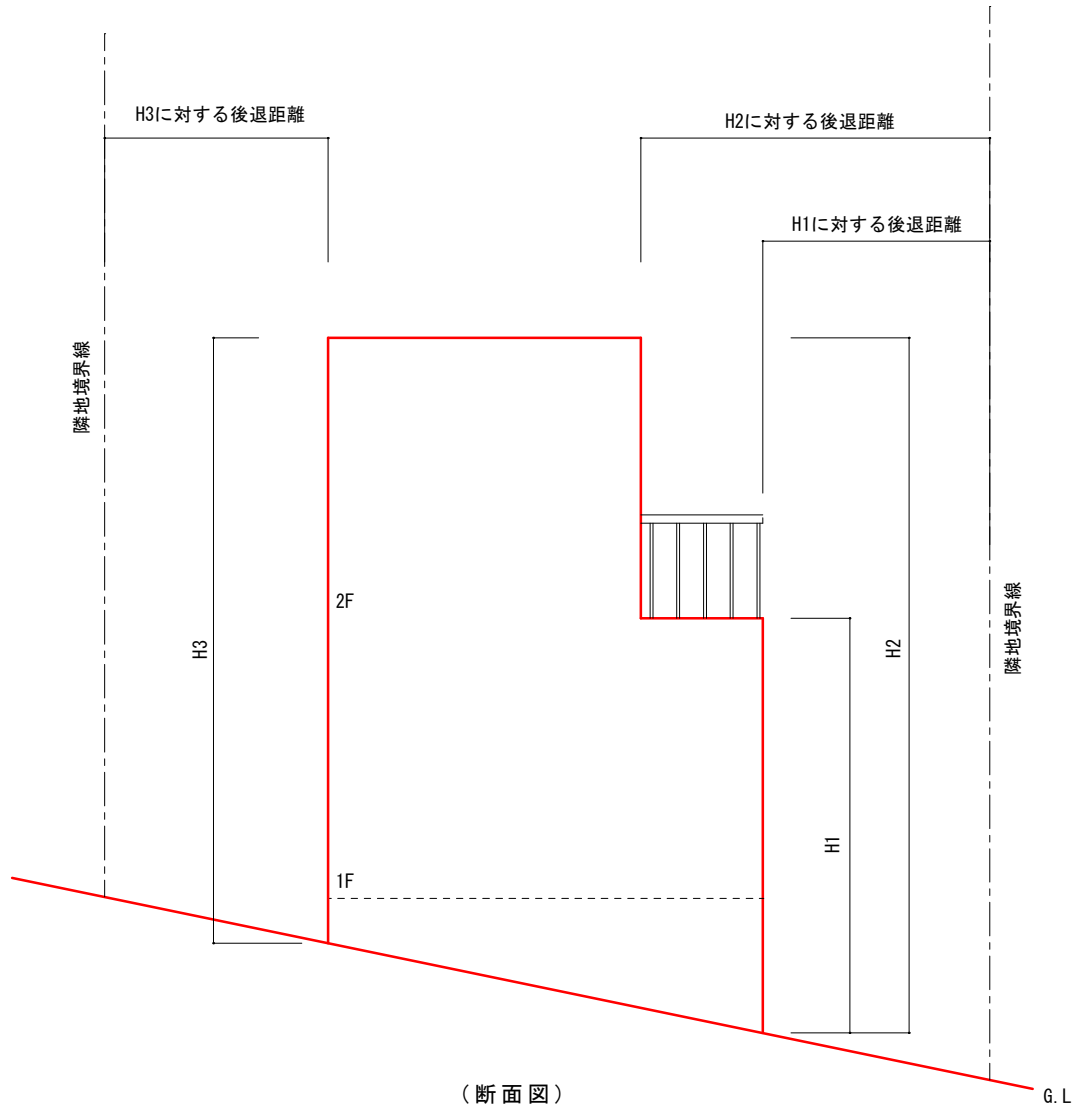 H3に対する後退距離
H2に対する後退距離
H1に対する後退距離
隣地境界線
隣地境界線
2F
H3
H2
H1
1F
(断面図)
G.L